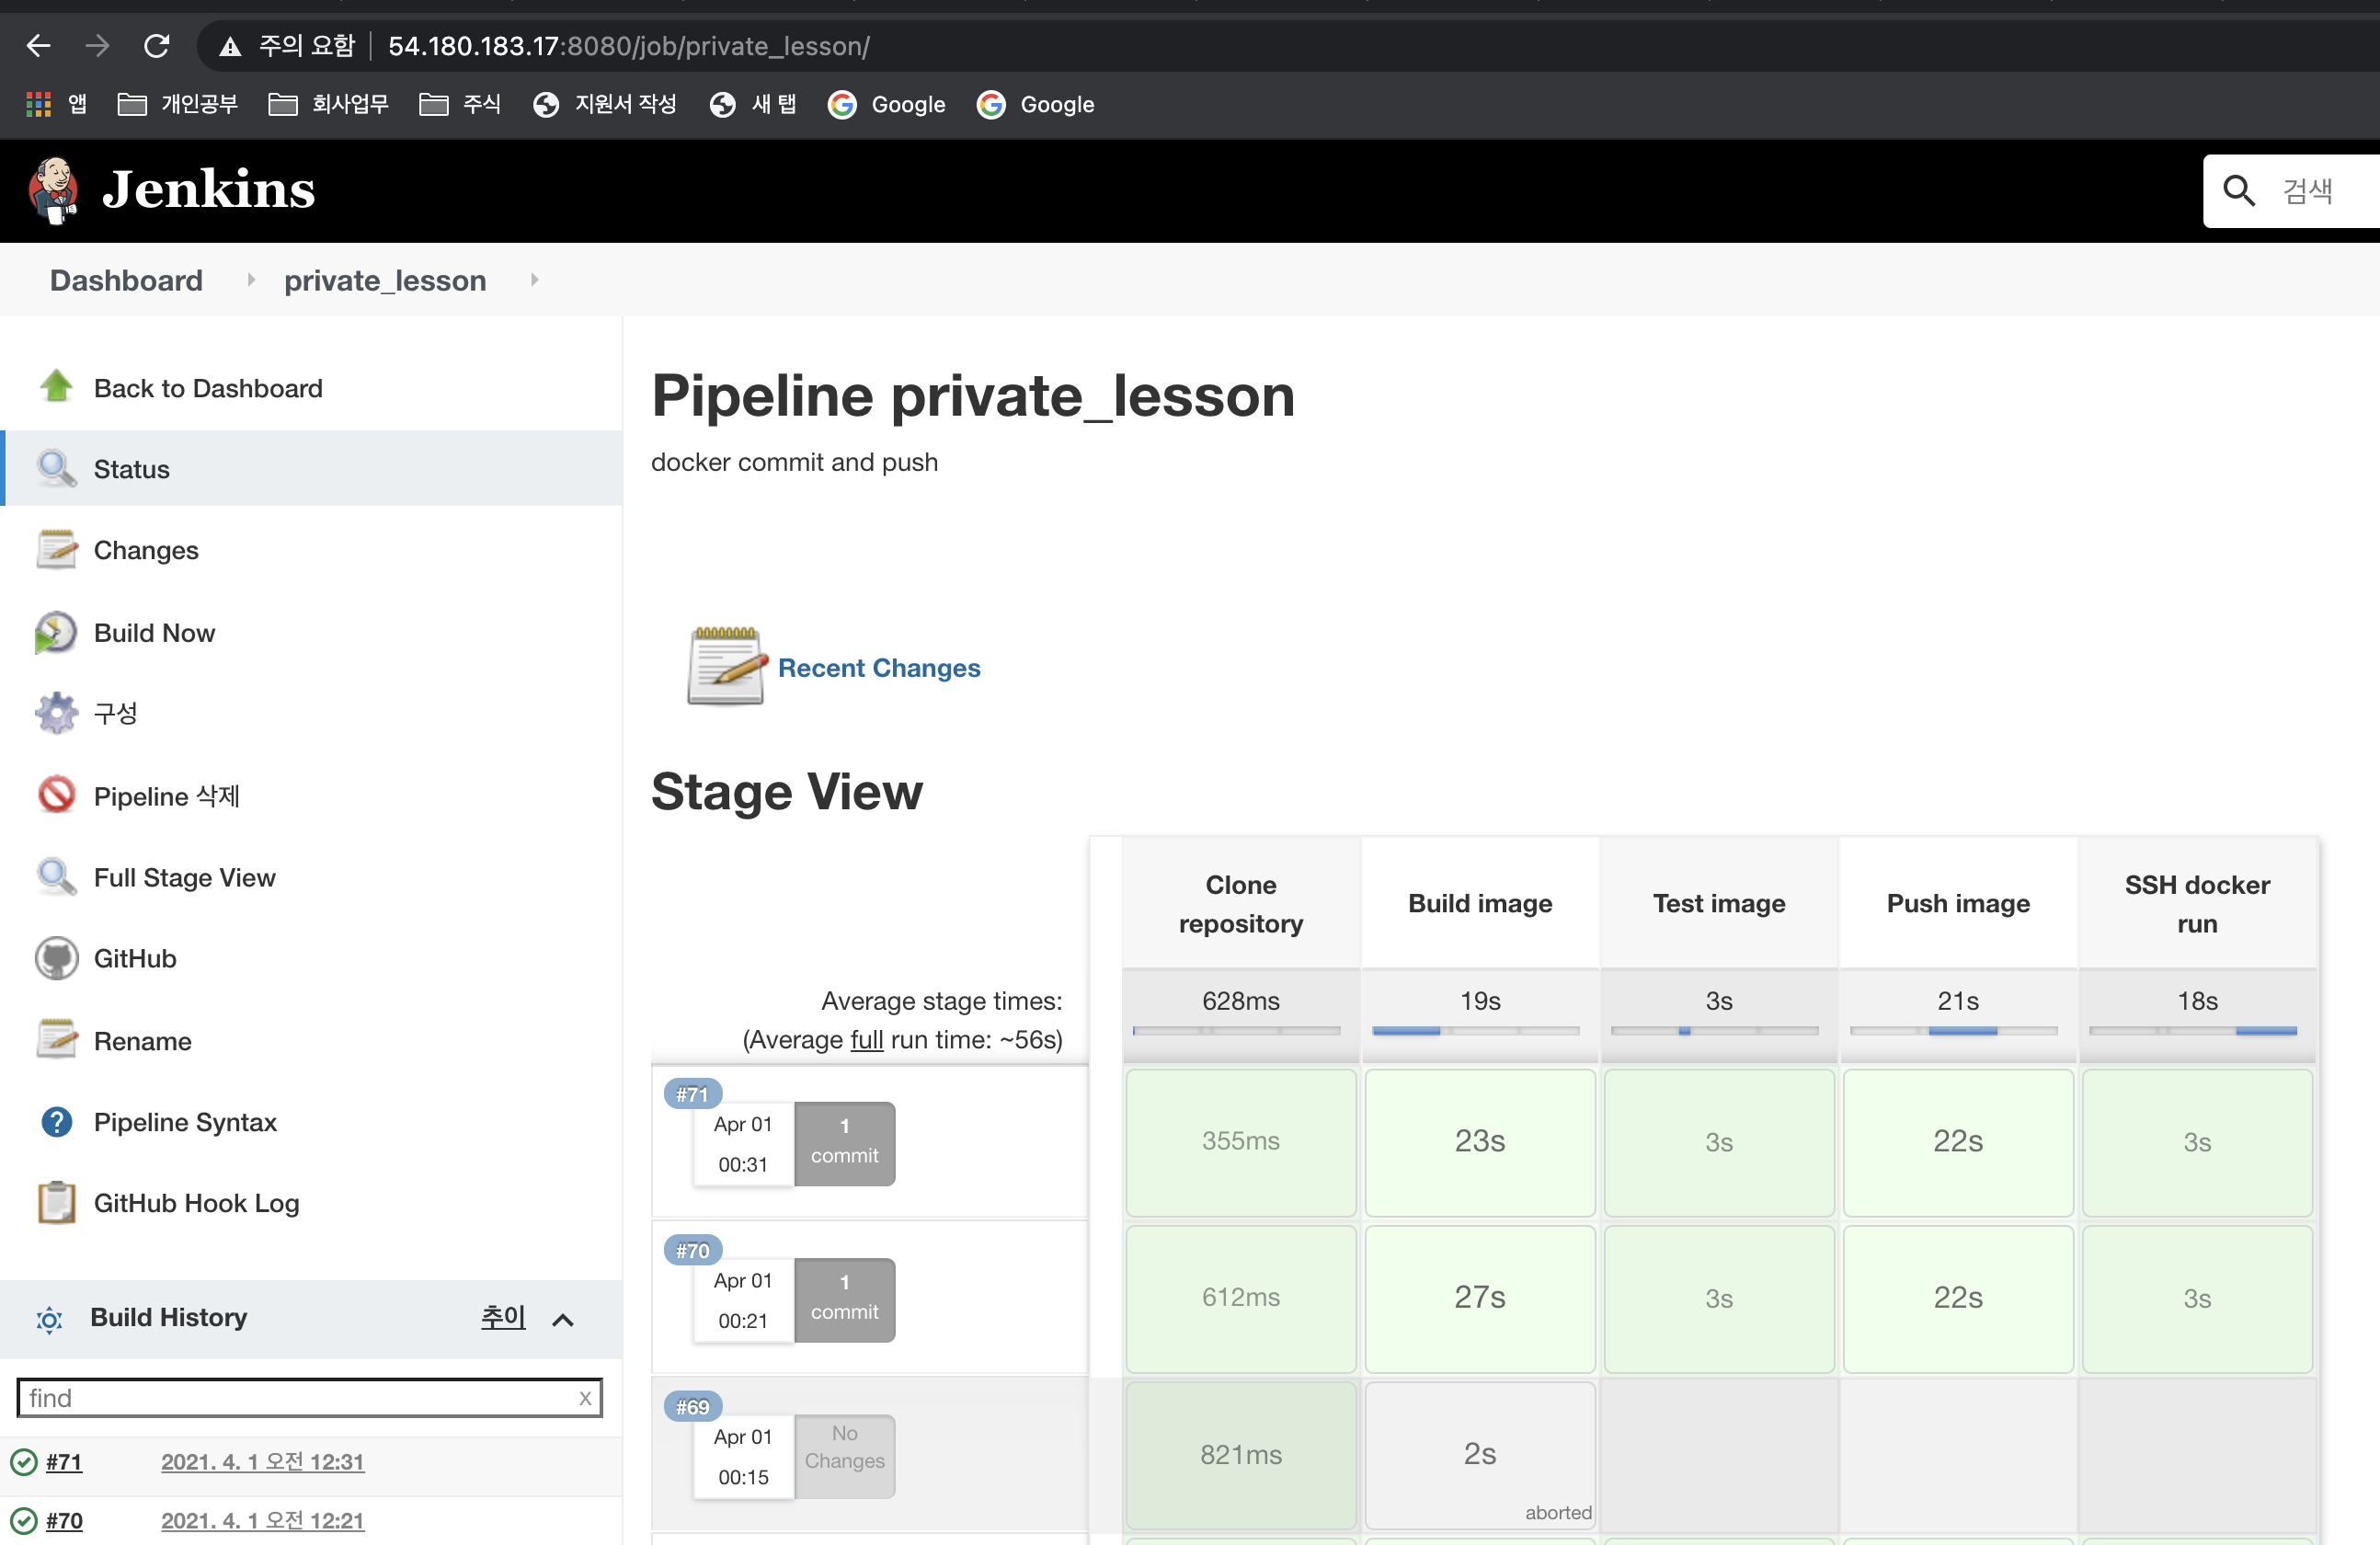 주의 요함 54.180.183.17:8080/job/private_lesson/
앱 개인공부 회사업무 주식 지원서 작성 새 탭 Google Google
Jenkins 검색
Dashboard private_lesson
Back to Dashboard
Status
Changes
Build Now
구성
Pipeline 삭제
Full Stage View
GitHub
Rename
Pipeline Syntax
GitHub Hook Log
Build History 추이
find x
#71 2021. 4. 1 오전 12:31
#70 2021. 4. 1 오전 12:21
Pipeline private_lesson
docker commit and push
Recent Changes
Stage View
Clone
repository
Build image
Test image
Push image
SSH docker
run
Average stage times:
(Average full run time: ~56s)
628ms 19s 3s 21s 18s
#71
Apr 01
00:31
1
commit
355ms 23s 3s 22s 3s
#70
Apr 01
00:21
1
commit
612ms 27s 3s 22s 3s
#69
Apr 01
00:15
No
Changes
821ms 2s
aborted